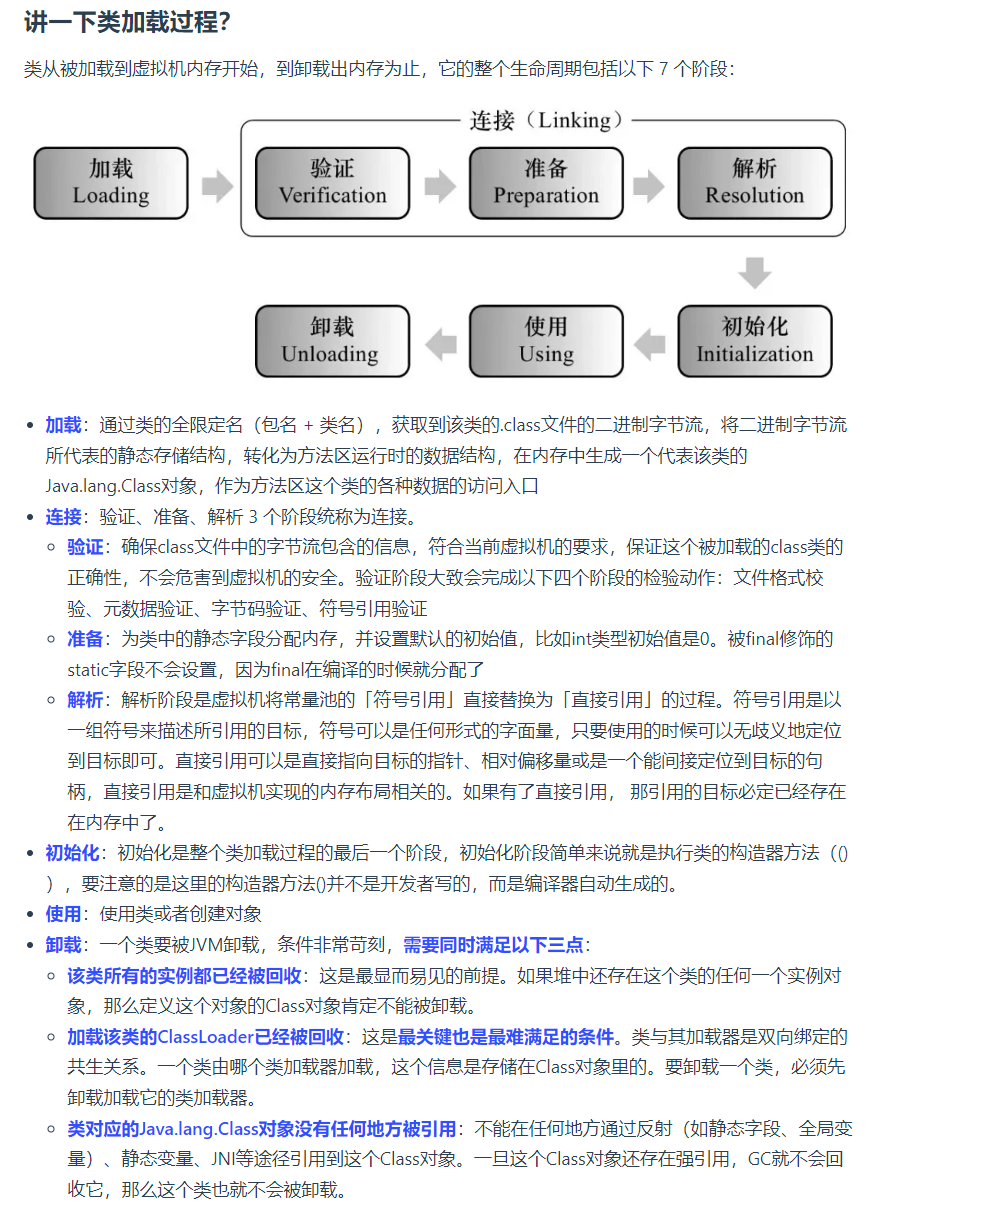 讲一下类加载过程?
类从被加载到虚拟机内存开始，到卸载出内存为止，它的整个生命周期包括以下 7 个阶段：
连接（Linking）
加载
Loading
验证
Verification
准备
Preparation
解析
Resolution
卸载
Unloading
使用
Using
初始化
Initialization
• 加载：通过类的全限定名（包名 + 类名），获取到该类的.class文件的二进制字节流，将二进制字节流
所代表的静态存储结构，转化为方法区运行时的数据结构，在内存中生成一个代表该类的
Java.lang.Class对象，作为方法区这个类的各种数据的访问入口
• 连接：验证、准备、解析 3 个阶段统称为连接。
◦ 验证：确保class文件中的字节流包含的信息，符合当前虚拟机的要求，保证这个被加载的class类的
正确性，不会危害到虚拟机的安全。验证阶段大致会完成以下四个阶段的检验动作：文件格式校
验、元数据验证、字节码验证、符号引用验证
◦ 准备：为类中的静态字段分配内存，并设置默认的初始值，比如int类型初始值是0。被final修饰的
static字段不会设置，因为final在编译的时候就分配了
◦ 解析：解析阶段是虚拟机将常量池的「符号引用」直接替换为「直接引用」的过程。符号引用是以
一组符号来描述所引用的目标，符号可以是任何形式的字面量，只要使用的时候可以无歧义地定位
到目标即可。直接引用可以是直接指向目标的指针、相对偏移量或是一个能间接定位到目标的句
柄，直接引用是和虚拟机实现的内存布局相关的。如果有了直接引用， 那引用的目标必定已经存在
在内存中了。
• 初始化：初始化是整个类加载过程的最后一个阶段，初始化阶段简单来说就是执行类的构造器方法（()
），要注意的是这里的构造器方法()并不是开发者写的，而是编译器自动生成的。
• 使用：使用类或者创建对象
• 卸载：一个类要被JVM卸载，条件非常苛刻，需要同时满足以下三点：
◦ 该类所有的实例都已经被回收：这是最显而易见的前提。如果堆中还存在这个类的任何一个实例对
象，那么定义这个对象的Class对象肯定不能被卸载。
◦ 加载该类的ClassLoader已经被回收：这是最关键也是最难满足的条件。类与其加载器是双向绑定的
共生关系。一个类由哪个类加载器加载，这个信息是存储在Class对象里的。要卸载一个类，必须先
卸载加载它的类加载器。
◦ 类对应的Java.lang.Class对象没有任何地方被引用：不能在任何地方通过反射（如静态字段、全局变
量）、静态变量、JNI等途径引用到这个Class对象。一旦这个Class对象还存在强引用，GC就不会回
收它，那么这个类也就不会被卸载。